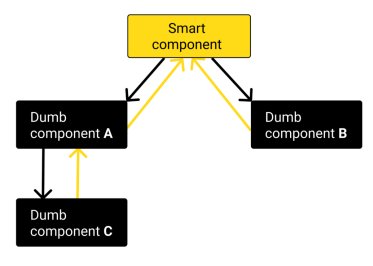 Smart
component
Dumb
component A
Dumb
component B
Dumb
component C